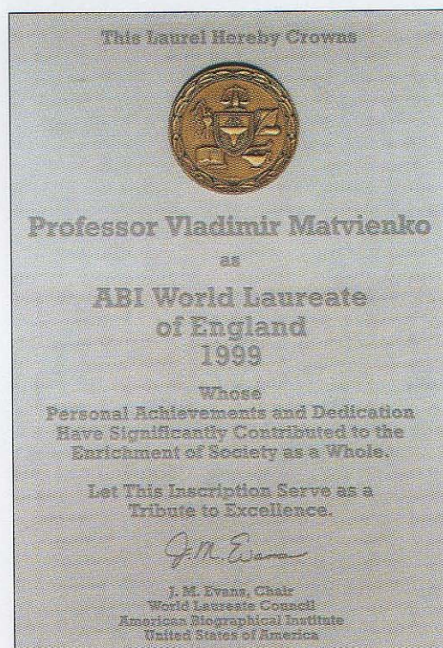 This Laurel Hereby Crowns
Professor Vladimir Matvienko
as
ABI World Laureate
of England
1999
Whose
Personal Achievements and Dedication
Have Significantly Contributed to the
Enrichment of Society as a Whole.
Let This Inscription Serve as a
Tribute to Excellence.
J. M. Evans
J. M. Evans, Chair
World Laureate Council
American Biographical Institute
United States of America